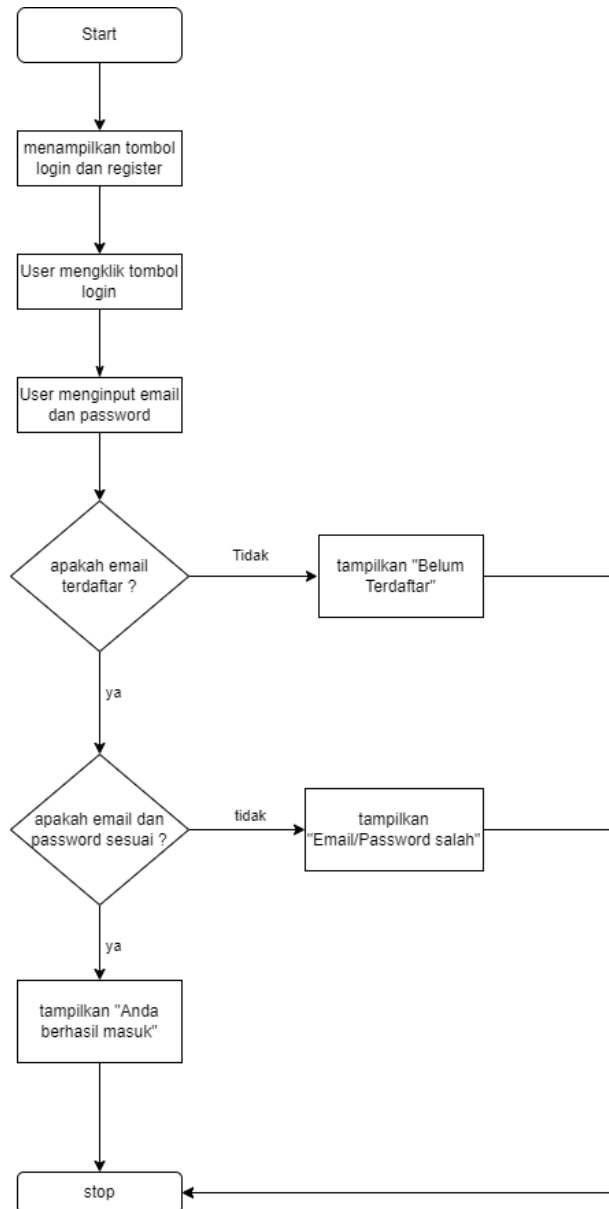 Start
menampilkan tombol
login dan register
User mengklik tombol
login
User menginput email
dan password
apakah email
terdaftar ?
Tidak
tampilkan "Belum
Terdaftar"
ya
apakah email dan
password sesuai ?
tidak
tampilkan
"Email/Password salah"
ya
tampilkan "Anda
berhasil masuk"
stop